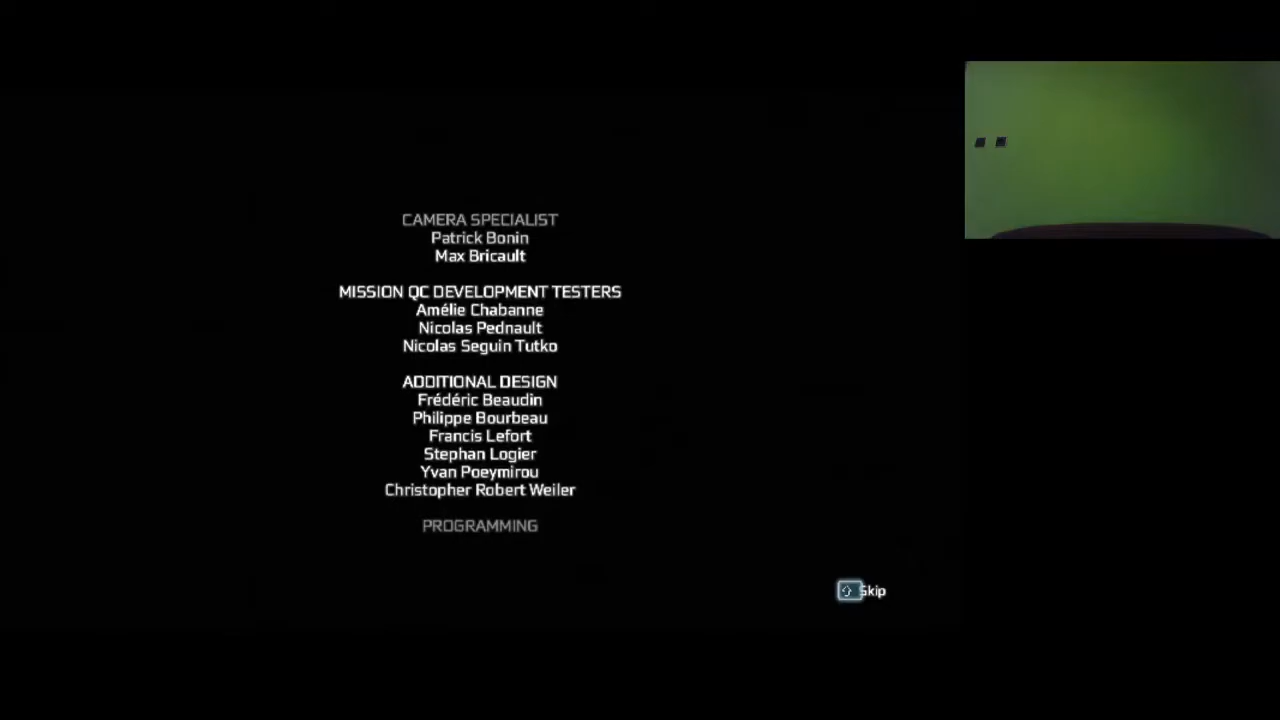 CAMERA SPECIALIST
Patrick Bonin
Max Bricault
MISSION QC DEVELOPMENT TESTERS
Amélie Chabanne
Nicolas Pednault
Nicolas Seguin Tutko
ADDITIONAL DESIGN
Frédéric Beaudin
Philippe Bourbeau
Francis Lefort
Stephan Logier
Yvan Poeymirou
Christopher Robert Weiler
PROGRAMMING
Skip